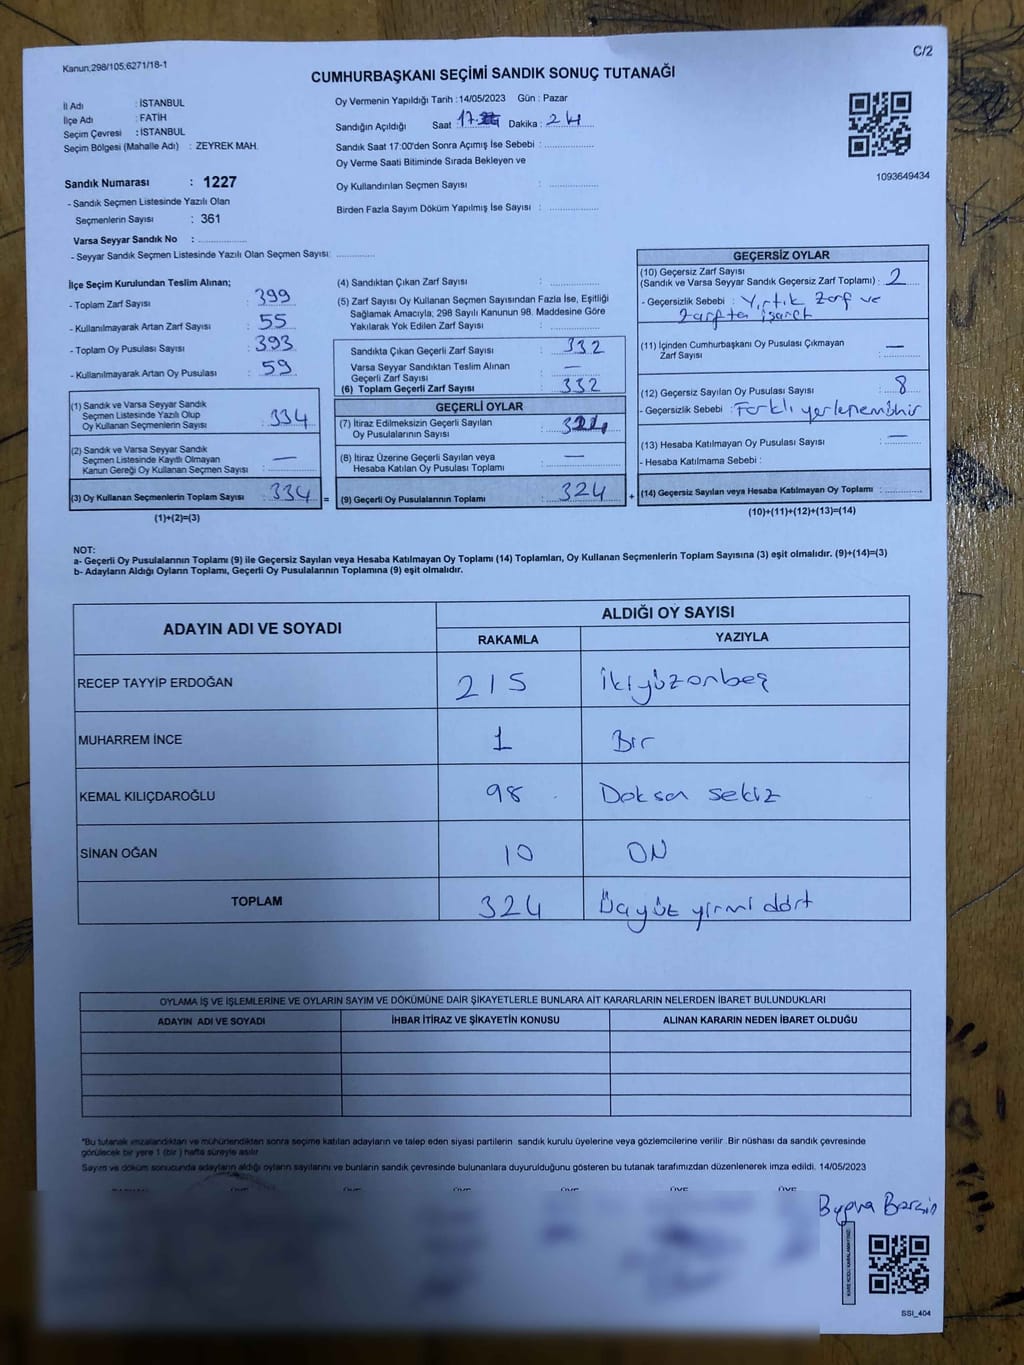 C/2
Kanun.298/105.6271/18-1
CUMHURBAŞKANI SEÇİMİ SANDIK SONUÇ TUTANAĞI
İl Adı : İSTANBUL
İlçe Adı : FATİH
Seçim Çevresi : İSTANBUL
Seçim Bölgesi (Mahalle Adı) : ZEYREK MAH.
Sandık Numarası : 1227
- Sandık Seçmen Listesinde Yazılı Olan
Seçmenlerin Sayısı : 361
Varsa Seyyar Sandık No :
- Seyyar Sandık Seçmen Listesinde Yazılı Olan Seçmen Sayısı:
Oy Vermenin Yapıldığı Tarih :14/05/2023 Gün : Pazar
Sandığın Açıldığı Saat 17. Dakika : 24
Sandık Saat 17:00'den Sonra Açımış İse Sebebi :
Oy Verme Saati Bitiminde Sırada Bekleyen ve
Oy Kullandırılan Seçmen Sayısı :
Birden Fazla Sayım Döküm Yapılmış İse Sayısı :
1093649434
İlçe Seçim Kurulundan Teslim Alınan;
- Toplam Zarf Sayısı : 399
- Kullanılmayarak Artan Zarf Sayısı : 55
- Toplam Oy Pusulası Sayısı : 393
- Kullanılmayarak Artan Oy Pusulası : 59
(1) Sandık ve Varsa Seyyar Sandık
Seçmen Listesinde Yazılı Olup
Oy Kullanan Seçmenlerin Sayısı : 334
(2) Sandık ve Varsa Seyyar Sandık
Seçmen Listesinde Kayıtlı Olmayan
Kanun Gereği Oy Kullanan Seçmen Sayısı : —
(3) Oy Kullanan Seçmenlerin Toplam Sayısı : 334 =
(1)+(2)=(3)
(4) Sandıktan Çıkan Zarf Sayısı :
(5) Zarf Sayısı Oy Kullanan Seçmen Sayısından Fazla İse, Eşitliği
Sağlamak Amacıyla; 298 Sayılı Kanunun 98. Maddesine Göre
Yakılarak Yok Edilen Zarf Sayısı :
Sandıkta Çıkan Geçerli Zarf Sayısı : 332
Varsa Seyyar Sandıktan Teslim Alınan
Geçerli Zarf Sayısı : —
(6) Toplam Geçerli Zarf Sayısı : 332
GEÇERLİ OYLAR
(7) İtiraz Edilmeksizin Geçerli Sayılan
Oy Pusulalarının Sayısı : 324
(8) İtiraz Üzerine Geçerli Sayılan veya
Hesaba Katılan Oy Pusulası Toplamı : —
(9) Geçerli Oy Pusulalarının Toplamı : 324 +
GEÇERSİZ OYLAR
(10) Geçersiz Zarf Sayısı
(Sandık ve Varsa Seyyar Sandık Geçersiz Zarf Toplamı) : 2
- Geçersizlik Sebebi : Yırtık Zarf ve
Zarfta işaret
(11) İçinden Cumhurbaşkanı Oy Pusulası Çıkmayan
Zarf Sayısı : —
(12) Geçersiz Sayılan Oy Pusulası Sayısı : 8
- Geçersizlik Sebebi : Farklı
(13) Hesaba Katılmayan Oy Pusulası Sayısı : —
- Hesaba Katılmama Sebebi :
(14) Geçersiz Sayılan veya Hesaba Katılmayan Oy Toplamı :
(10)+(11)+(12)+(13)=(14)
NOT:
a- Geçerli Oy Pusulalarının Toplamı (9) ile Geçersiz Sayılan veya Hesaba Katılmayan Oy Toplamı (14) Toplamları, Oy Kullanan Seçmenlerin Toplam Sayısına (3) eşit olmalıdır. (9)+(14)=(3)
b- Adayların Aldığı Oyların Toplamı, Geçerli Oy Pusulalarının Toplamına (9) eşit olmalıdır.
ADAYIN ADI VE SOYADI ALDIĞI OY SAYISI
RAKAMLA YAZIYLA
RECEP TAYYİP ERDOĞAN 215 İkiyüzonbeş
MUHARREM İNCE 1 Bir
KEMAL KILIÇDAROĞLU 98 Doksan sekiz
SİNAN OĞAN 10 ON
TOPLAM 324 Üçyüz yirmi dört
OYLAMA İŞ VE İŞLEMLERİNE VE OYLARIN SAYIM VE DÖKÜMÜNE DAİR ŞİKAYETLERLE BUNLARA AİT KARARLARIN NELERDEN İBARET BULUNDUKLARI
ADAYIN ADI VE SOYADI İHBAR İTİRAZ VE ŞİKAYETİN KONUSU ALINAN KARARIN NEDEN İBARET OLDUĞU
*Bu tutanak imzalandıktan ve mühürlendikten sonra seçime katılan adayların ve talep eden siyasi partilerin sandık kurulu üyelerine veya gözlemcilerine verilir .Bir nüshası da sandık çevresinde
görülecek bir yere 1 (bir ) hafta süreyle asılır
Sayım ve döküm sonucunda adayların aldığı oyların sayılarını ve bunların sandık çevresinde bulunanlara duyurulduğunu gösteren bu tutanak tarafımızdan düzenlenerek imza edildi. 14/05/2023
SSI_404